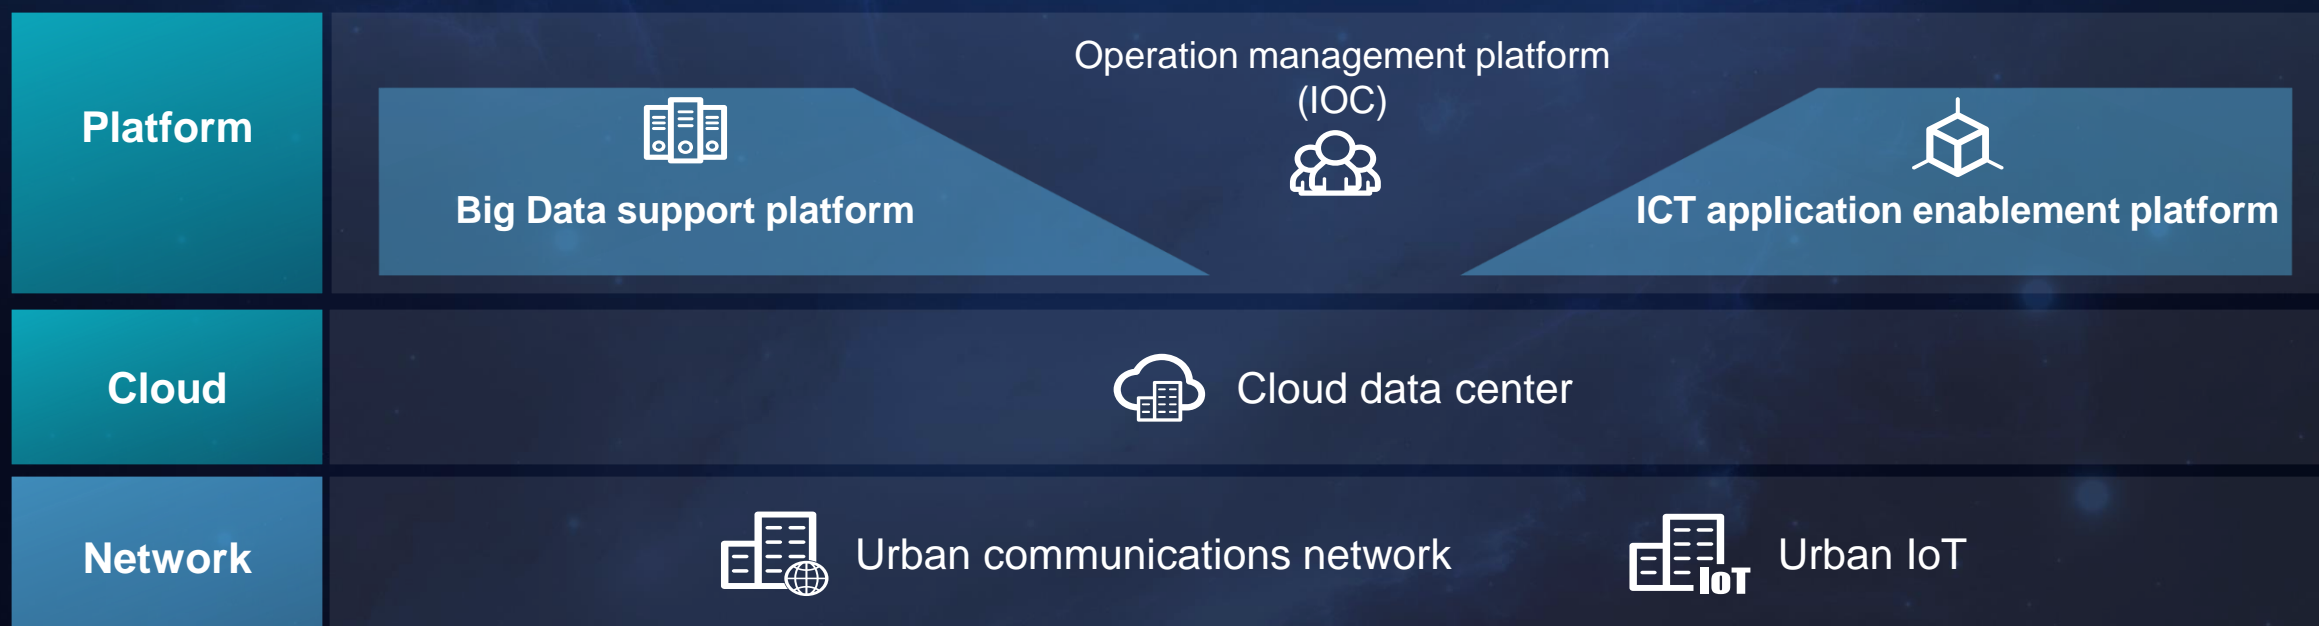 Platform
Operation management platform
(IOC)
Big Data support platform
ICT application enablement platform
Cloud
Cloud data center
Network
Urban communications network
IoT
Urban IoT